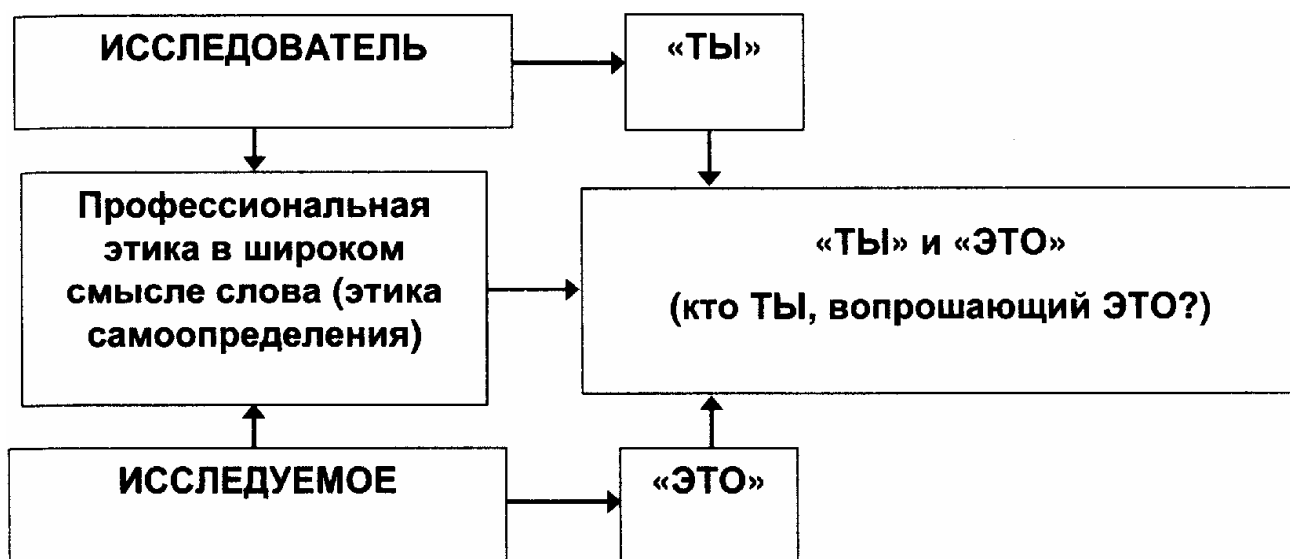 ИССЛЕДОВАТЕЛЬ
«ТЫ»
Профессиональная
этика в широком
смысле слова (этика
самоопределения)
«ТЫ» и «ЭТО»
(кто ТЫ, вопрошающий ЭТО?)
ИССЛЕДУЕМОЕ
«ЭТО»